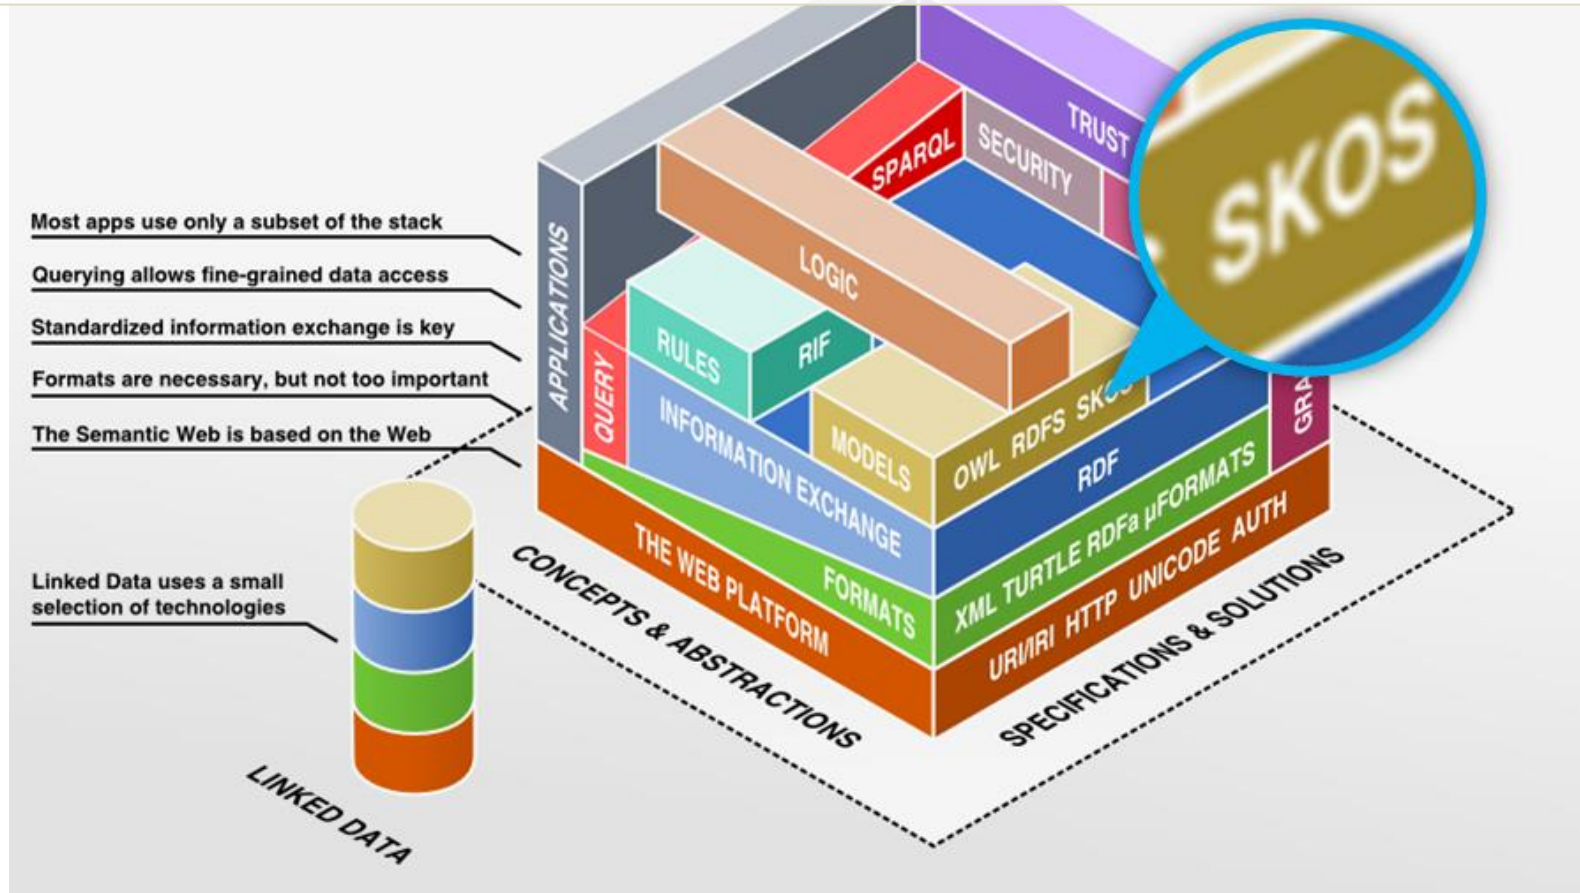 Most apps use only a subset of the stack
Querying allows fine-grained data access
Standardized information exchange is key
Formats are necessary, but not too important
The Semantic Web is based on the Web
Linked Data uses a small
selection of technologies
LINKED DATA
APPLICATIONS
QUERY
RULES
RIF
LOGIC
SPARQL
SECURITY
TRUST
SKOS
INFORMATION EXCHANGE
MODELS
OWL RDFS SKOS
RDF
FORMATS
XML TURTLE RDFa µFORMATS
GRA
THE WEB PLATFORM
URI/IRI HTTP UNICODE AUTH
CONCEPTS & ABSTRACTIONS
SPECIFICATIONS & SOLUTIONS